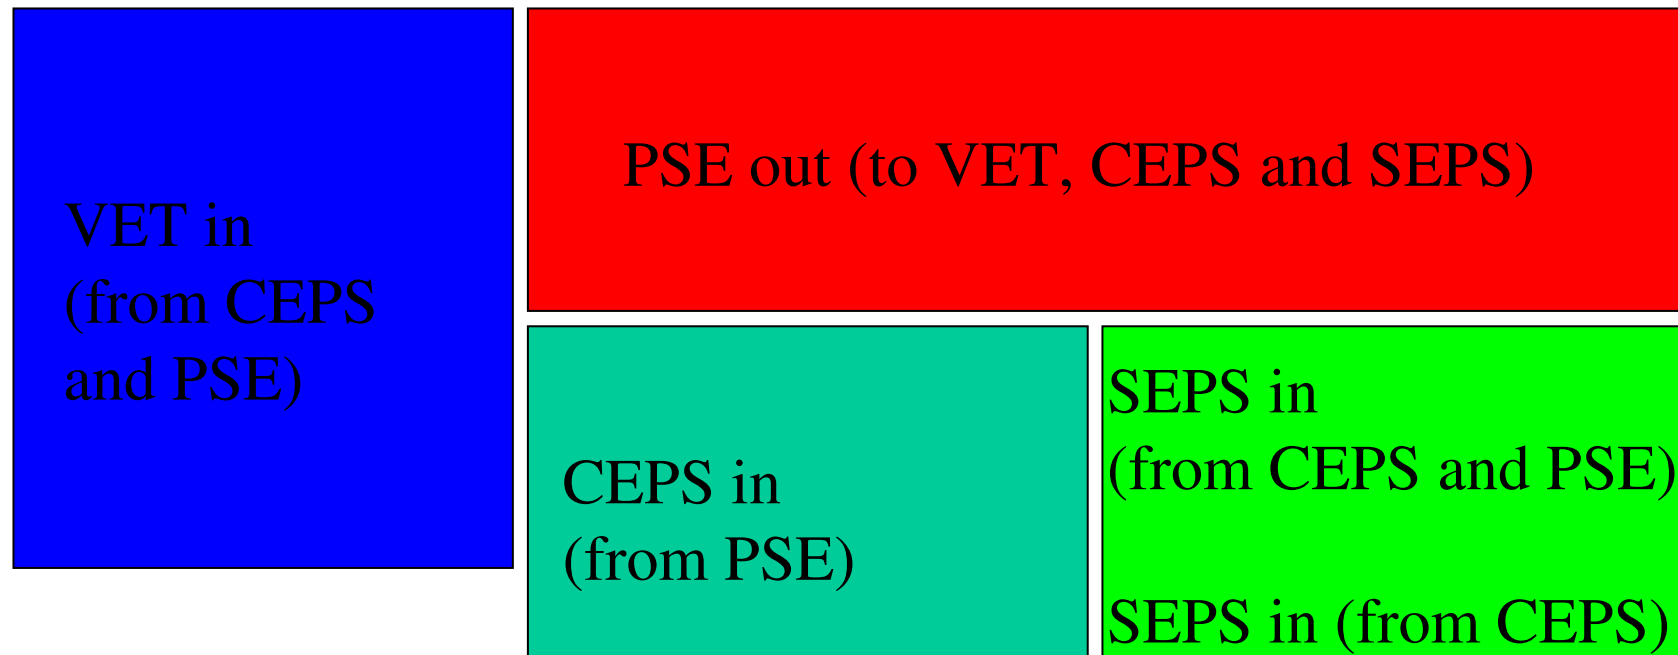 VET in
(from CEPS
and PSE)
PSE out (to VET, CEPS and SEPS)
CEPS in
(from PSE)
SEPS in
(from CEPS and PSE)
SEPS in (from CEPS)